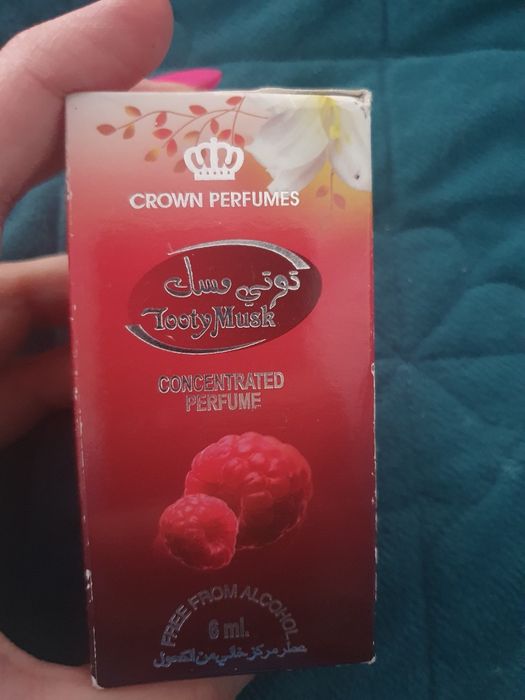 CROWN PERFUMES
توتي مسك
Tooty Musk
CONCENTRATED
PERFUME
FREE FROM ALCOHOL
6 ml.
عطر مركز خالي من الكحول